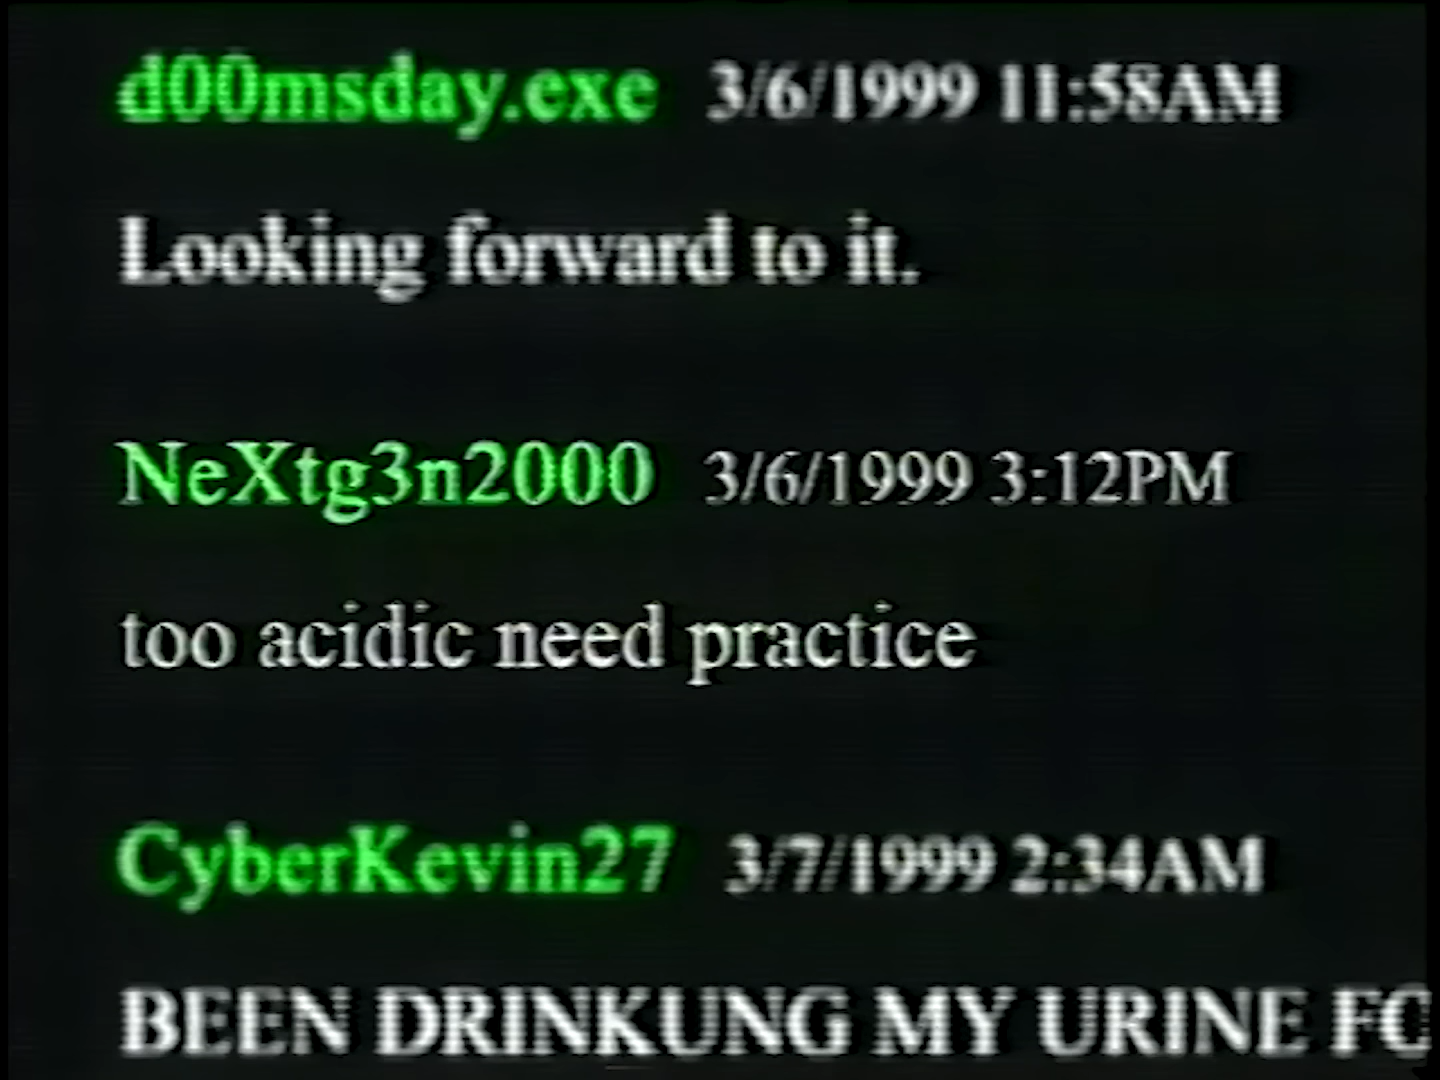 d00msday.exe 3/6/1999 11:58AM
Looking forward to it.
NeXtg3n2000 3/6/1999 3:12PM
too acidic need practice
CyberKevin27 3/7/1999 2:34AM
BEEN DRINKUNG MY URINE